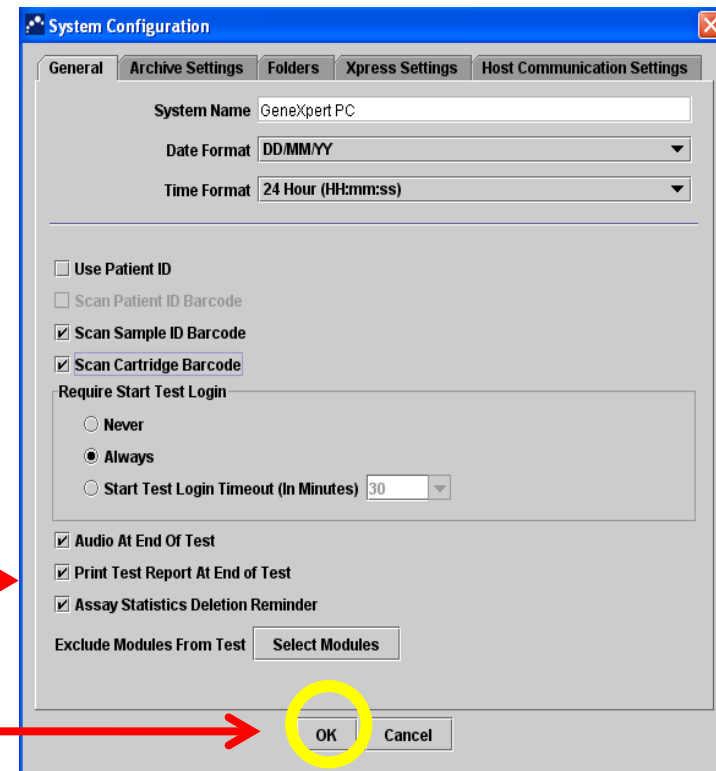 System Configuration
General Archive Settings Folders Xpress Settings Host Communication Settings
System Name GeneXpert PC
Date Format DD/MM/YY
Time Format 24 Hour (HH:mm:ss)
Use Patient ID
Scan Patient ID Barcode
Scan Sample ID Barcode
Scan Cartridge Barcode
Require Start Test Login
Never
Always
Start Test Login Timeout (In Minutes) 30
Audio At End Of Test
Print Test Report At End of Test
Assay Statistics Deletion Reminder
Exclude Modules From Test Select Modules
OK Cancel